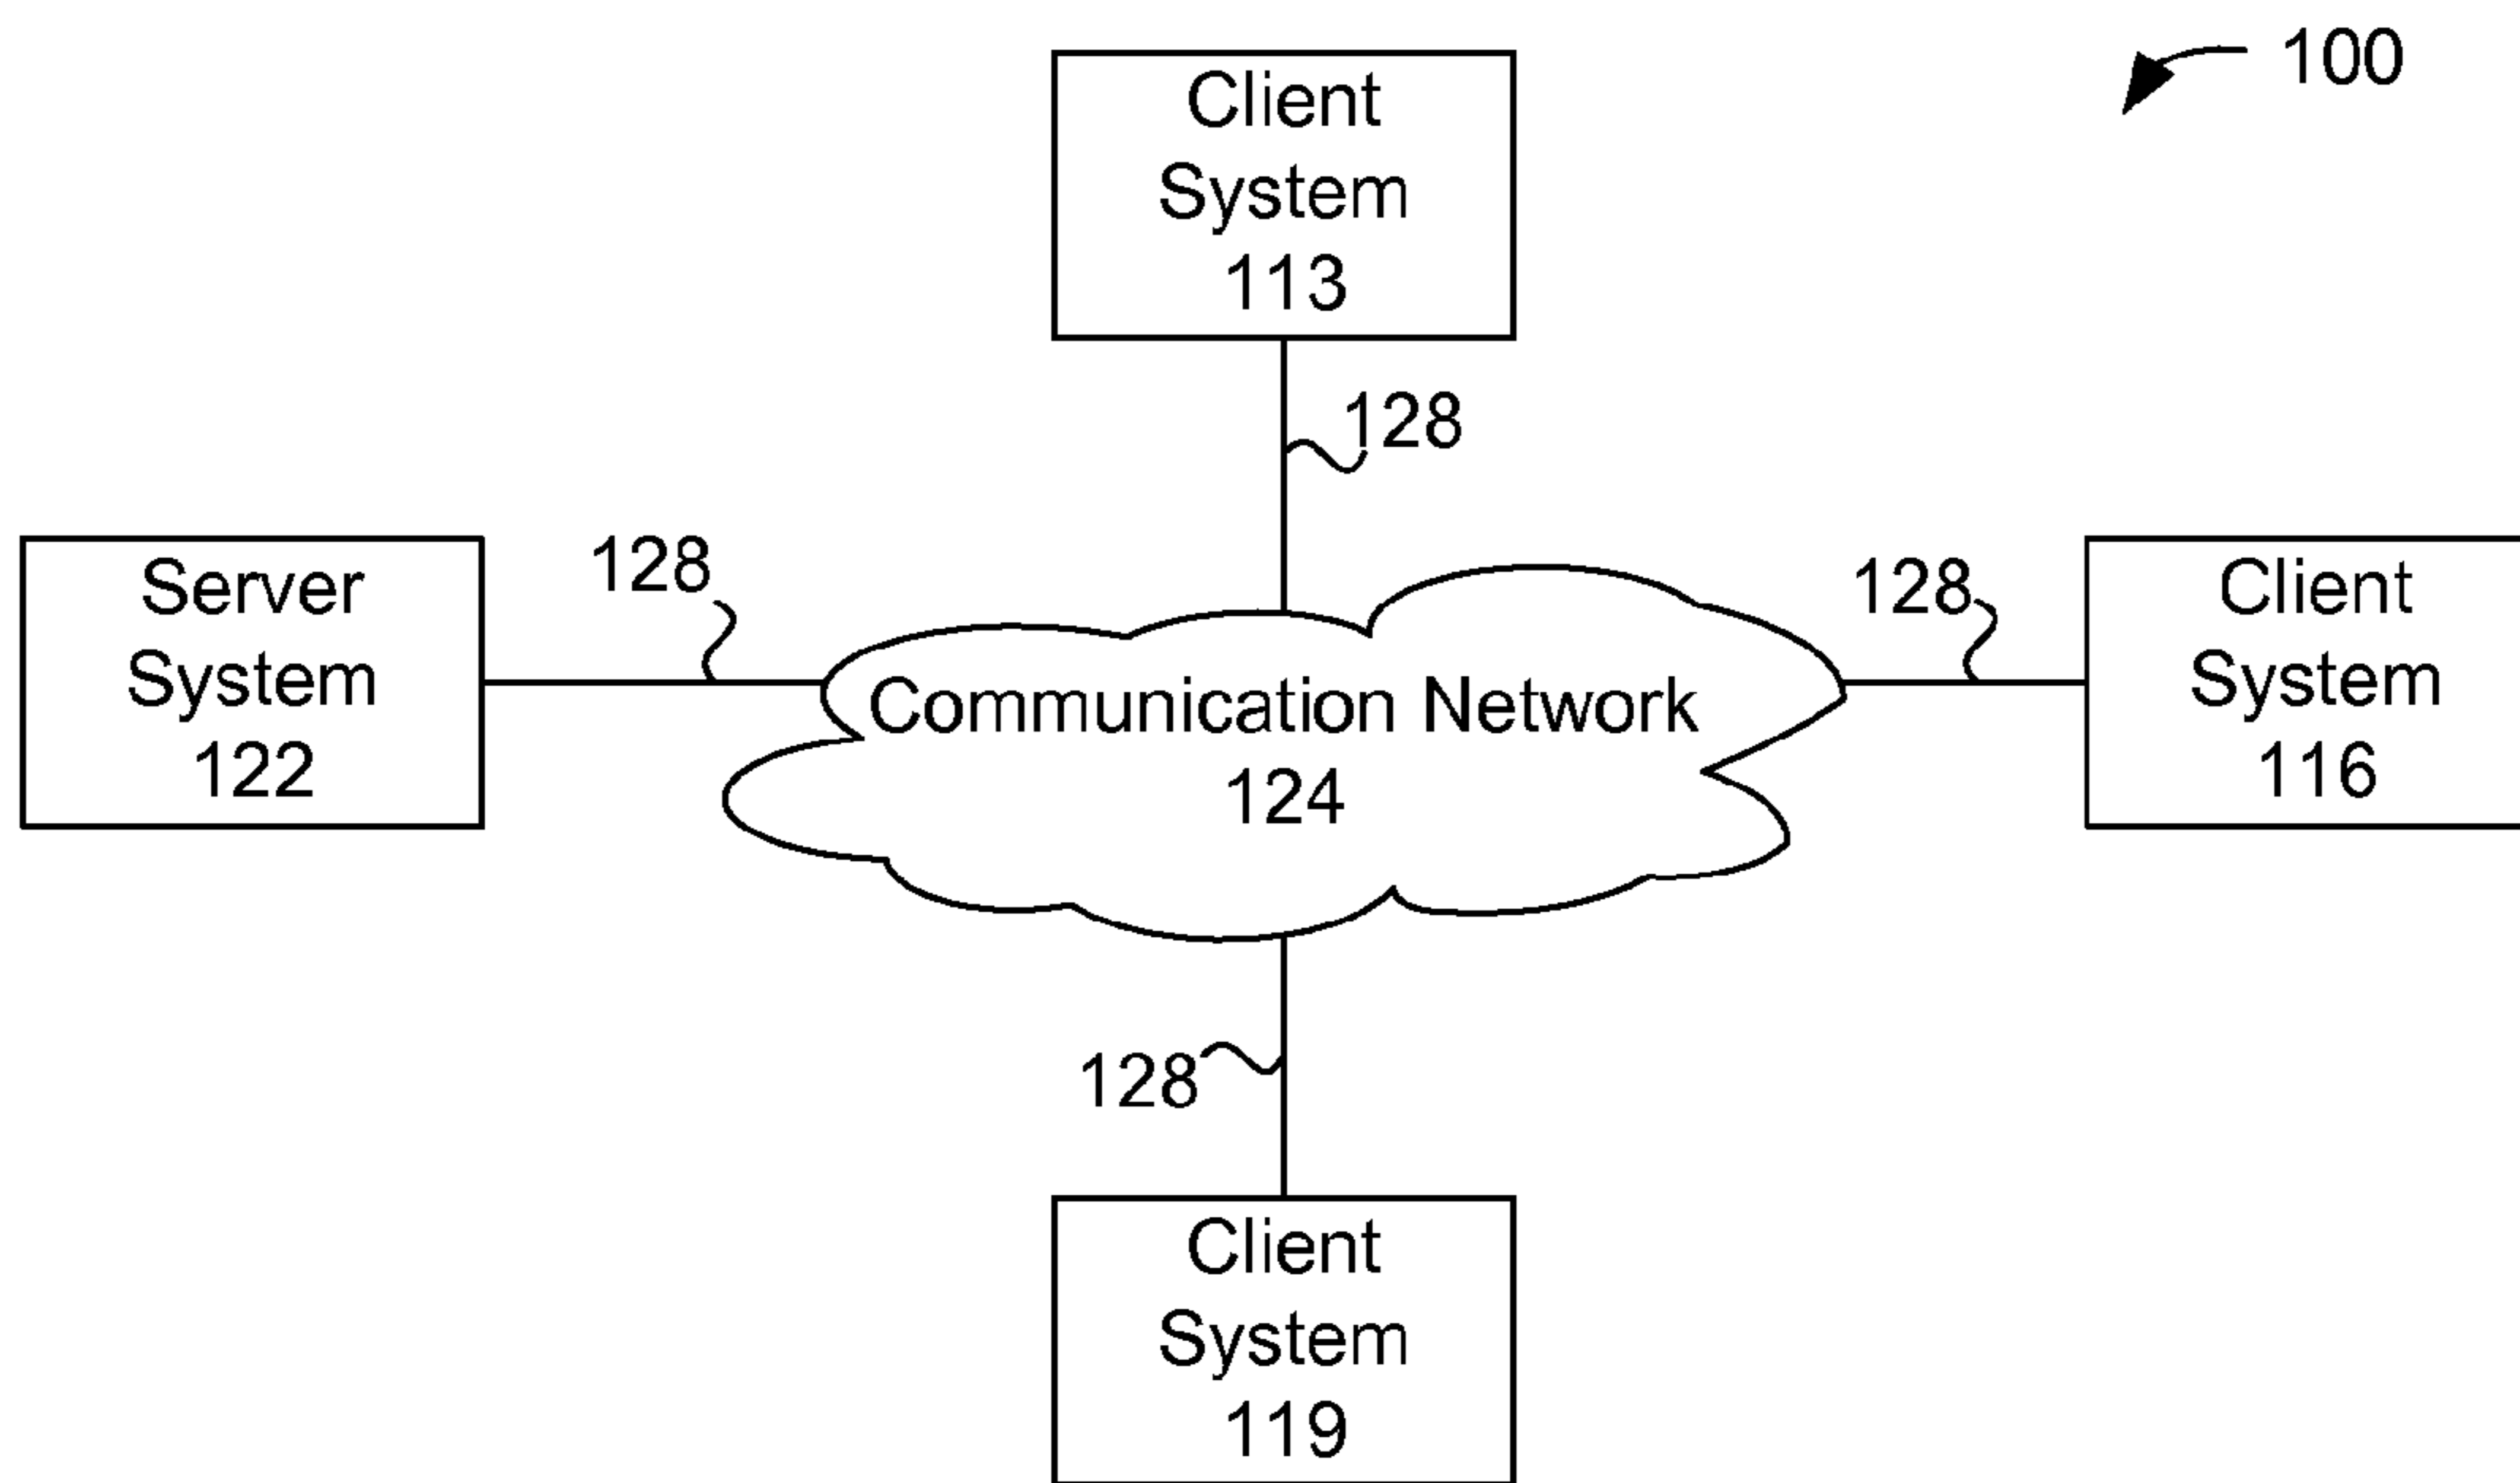 100
Client
System
113
128
Server
System
122
128
Communication Network
124
128
Client
System
116
128
Client
System
119